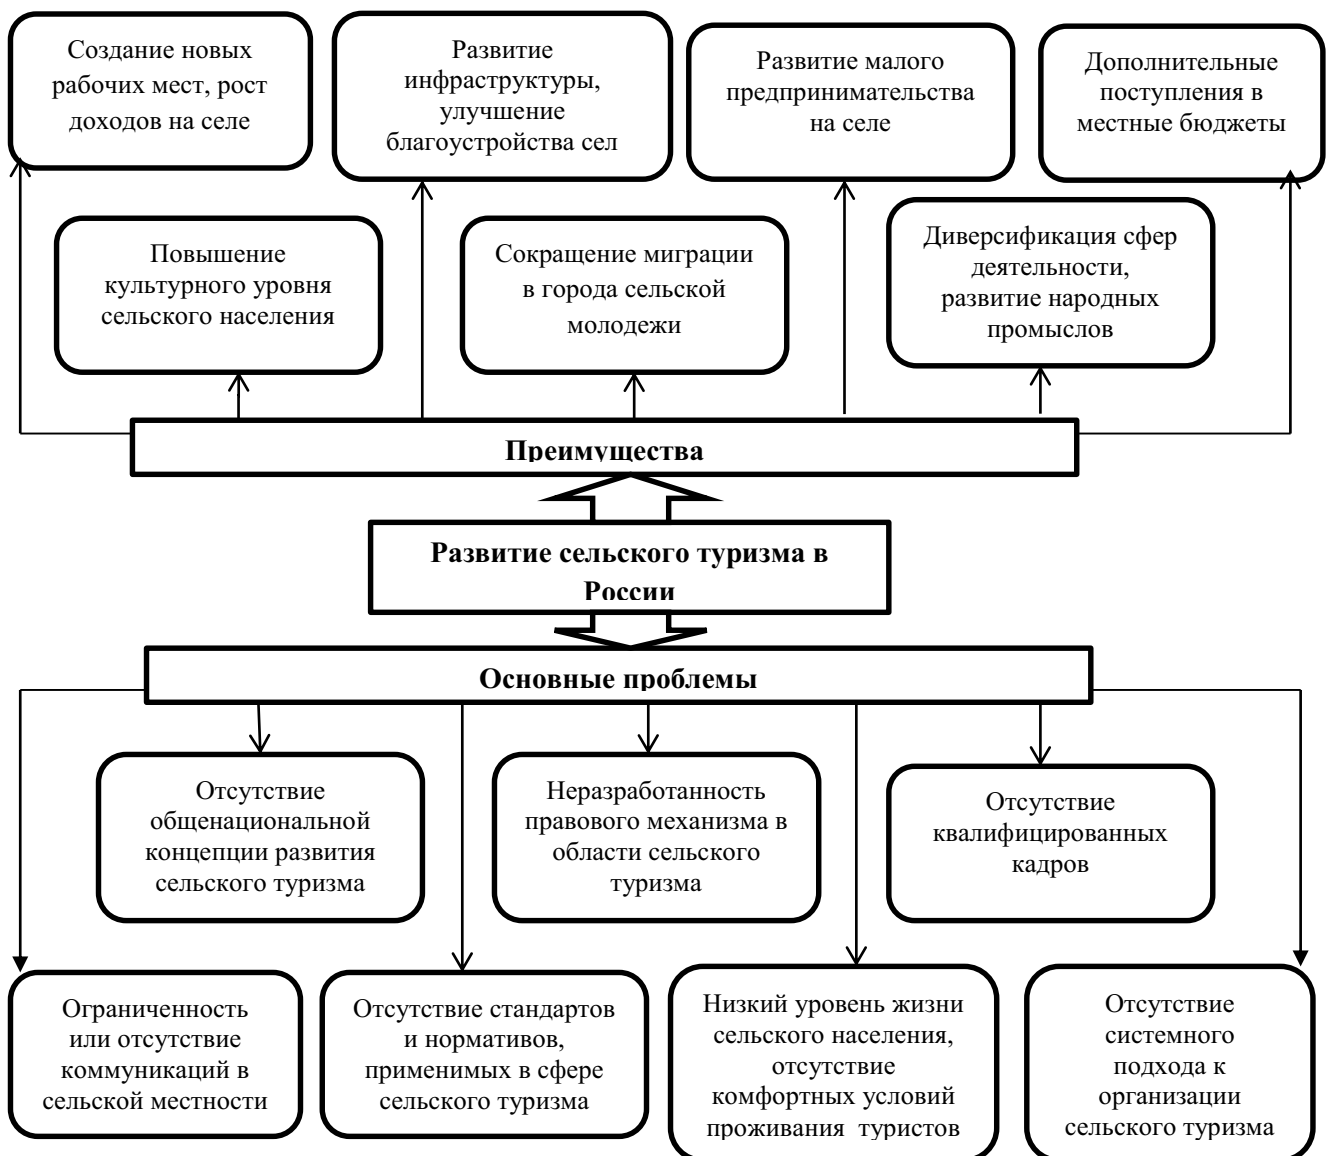 Создание новых
рабочих мест, рост
доходов на селе
Развитие
инфраструктуры,
улучшение
благоустройства сел
Развитие малого
предпринимательства
на селе
Дополнительные
поступления в
местные бюджеты
Повышение
культурного уровня
сельского населения
Сокращение миграции
в города сельской
молодежи
Диверсификация сфер
деятельности,
развитие народных
промыслов
Преимущества
Развитие сельского туризма в
России
Основные проблемы
Отсутствие
общенациональной
концепции развития
сельского туризма
Неразработанность
правового механизма в
области сельского
туризма
Отсутствие
квалифицированных
кадров
Ограниченность
или отсутствие
коммуникаций в
сельской местности
Отсутствие стандартов
и нормативов,
применимых в сфере
сельского туризма
Низкий уровень жизни
сельского населения,
отсутствие
комфортных условий
проживания  туристов
Отсутствие
системного
подхода к
организации
сельского туризма